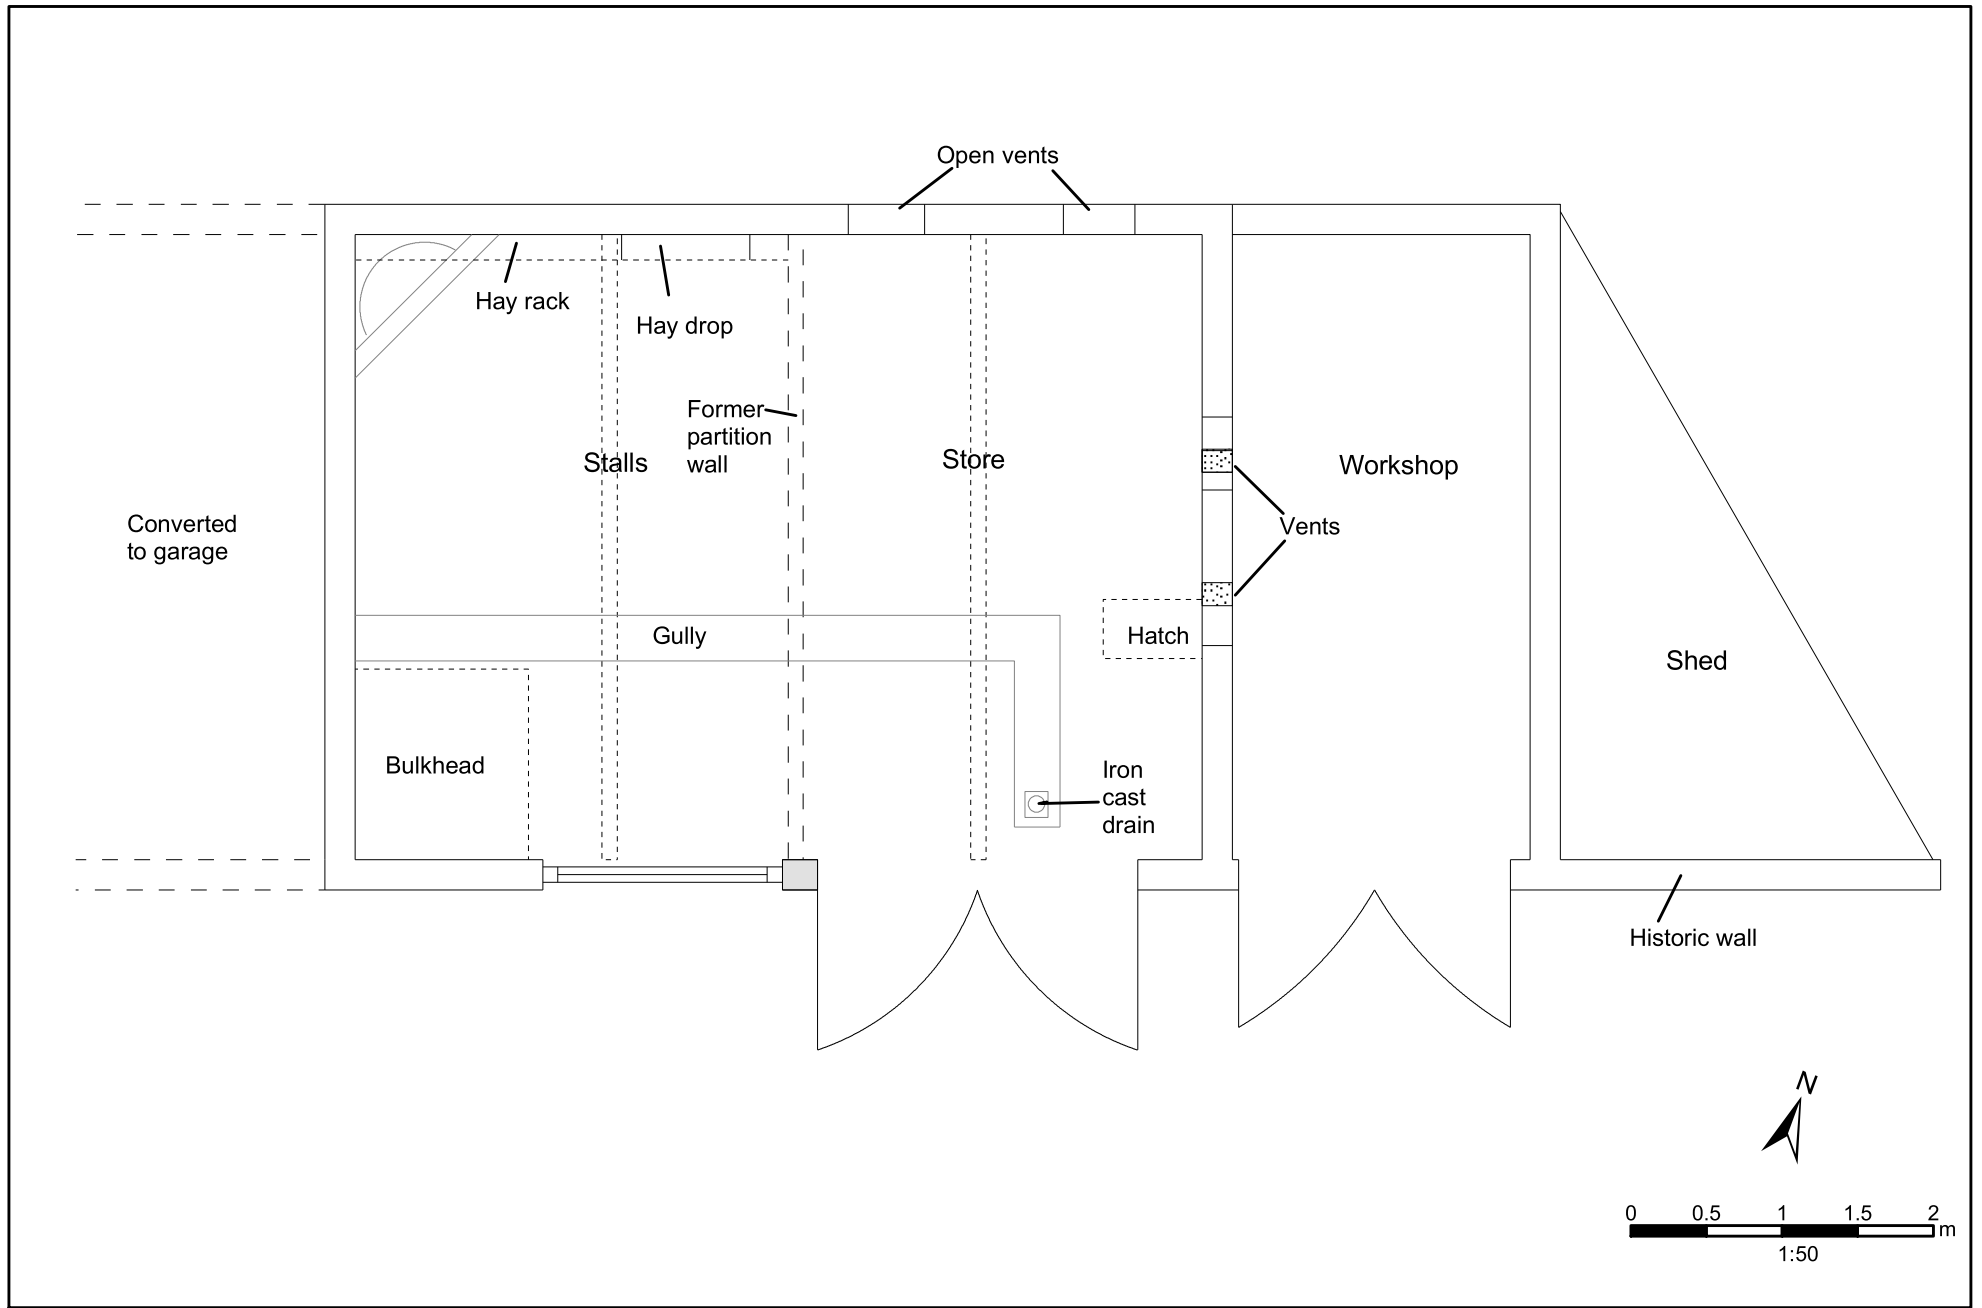 Open vents
Hay rack
Hay drop
Former
partition
wall
Stalls
Store
Workshop
Vents
Converted
to garage
Gully
Hatch
Shed
Bulkhead
Iron
cast
drain
Historic wall
N
0 0.5 1 1.5 2
m
1:50